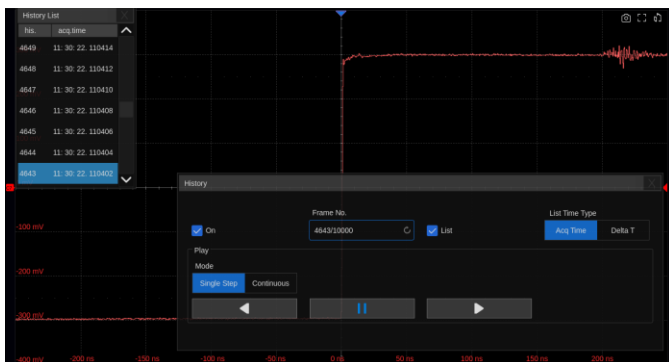 History List X
his. acq.time
4649 11: 30: 22. 110414
4648 11: 30: 22. 110412
4647 11: 30: 22. 110410
4646 11: 30: 22. 110408
4645 11: 30: 22. 110406
4644 11: 30: 22. 110404
4643 11: 30: 22. 110402
History X
Frame No. List Time Type
On 4643/10000 List Acq Time Delta T
Play
Mode
Single Step Continuous
-100 mV
-200 mV
-300 mV
-400 mV -200 ns -150 ns -100 ns -50 ns 0 ns 50 ns 100 ns 150 ns 200 ns